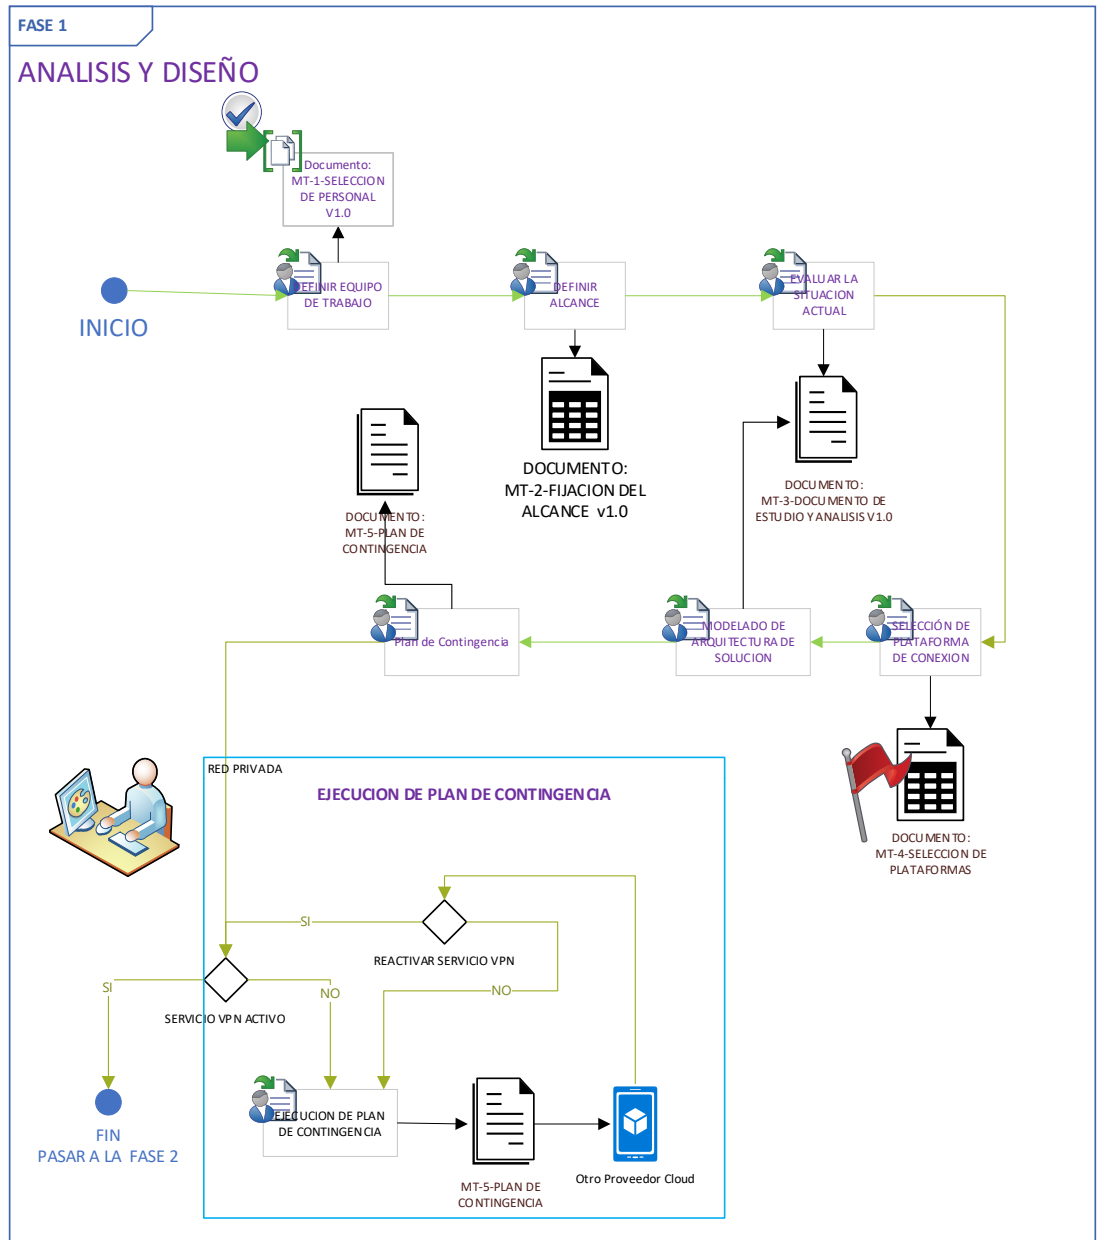 FASE 1
ANALISIS Y DISEÑO
Documento:
MT-1-SELECCION
DE PERSONAL
V1.0
DEFINIR EQUIPO
DE TRABAJO
DEFINIR
ALCANCE
EVALUAR LA
SITUACION
ACTUAL
INICIO
DOCUMENTO:
MT-2-FIJACION DEL
ALCANCE v1.0
DOCUMENTO:
MT-3-DOCUMENTO DE
ESTUDIO Y ANALISIS V1.0
DOCUMENTO:
MT-5-PLAN DE
CONTINGENCIA
Plan de Contingencia
MODELADO DE
ARQUITECTURA DE
SOLUCION
SELECCIÓN DE
PLATAFORMA
DE CONEXION
DOCUMENTO:
MT-4-SELECCION DE
PLATAFORMAS
RED PRIVADA
EJECUCION DE PLAN DE CONTINGENCIA
SI
REACTIVAR SERVICIO VPN
SI
NO
NO
SERVICIO VPN ACTIVO
EJECUCION DE PLAN
DE CONTINGENCIA
FIN
PASAR A LA FASE 2
MT-5-PLAN DE
CONTINGENCIA
Otro Proveedor Cloud